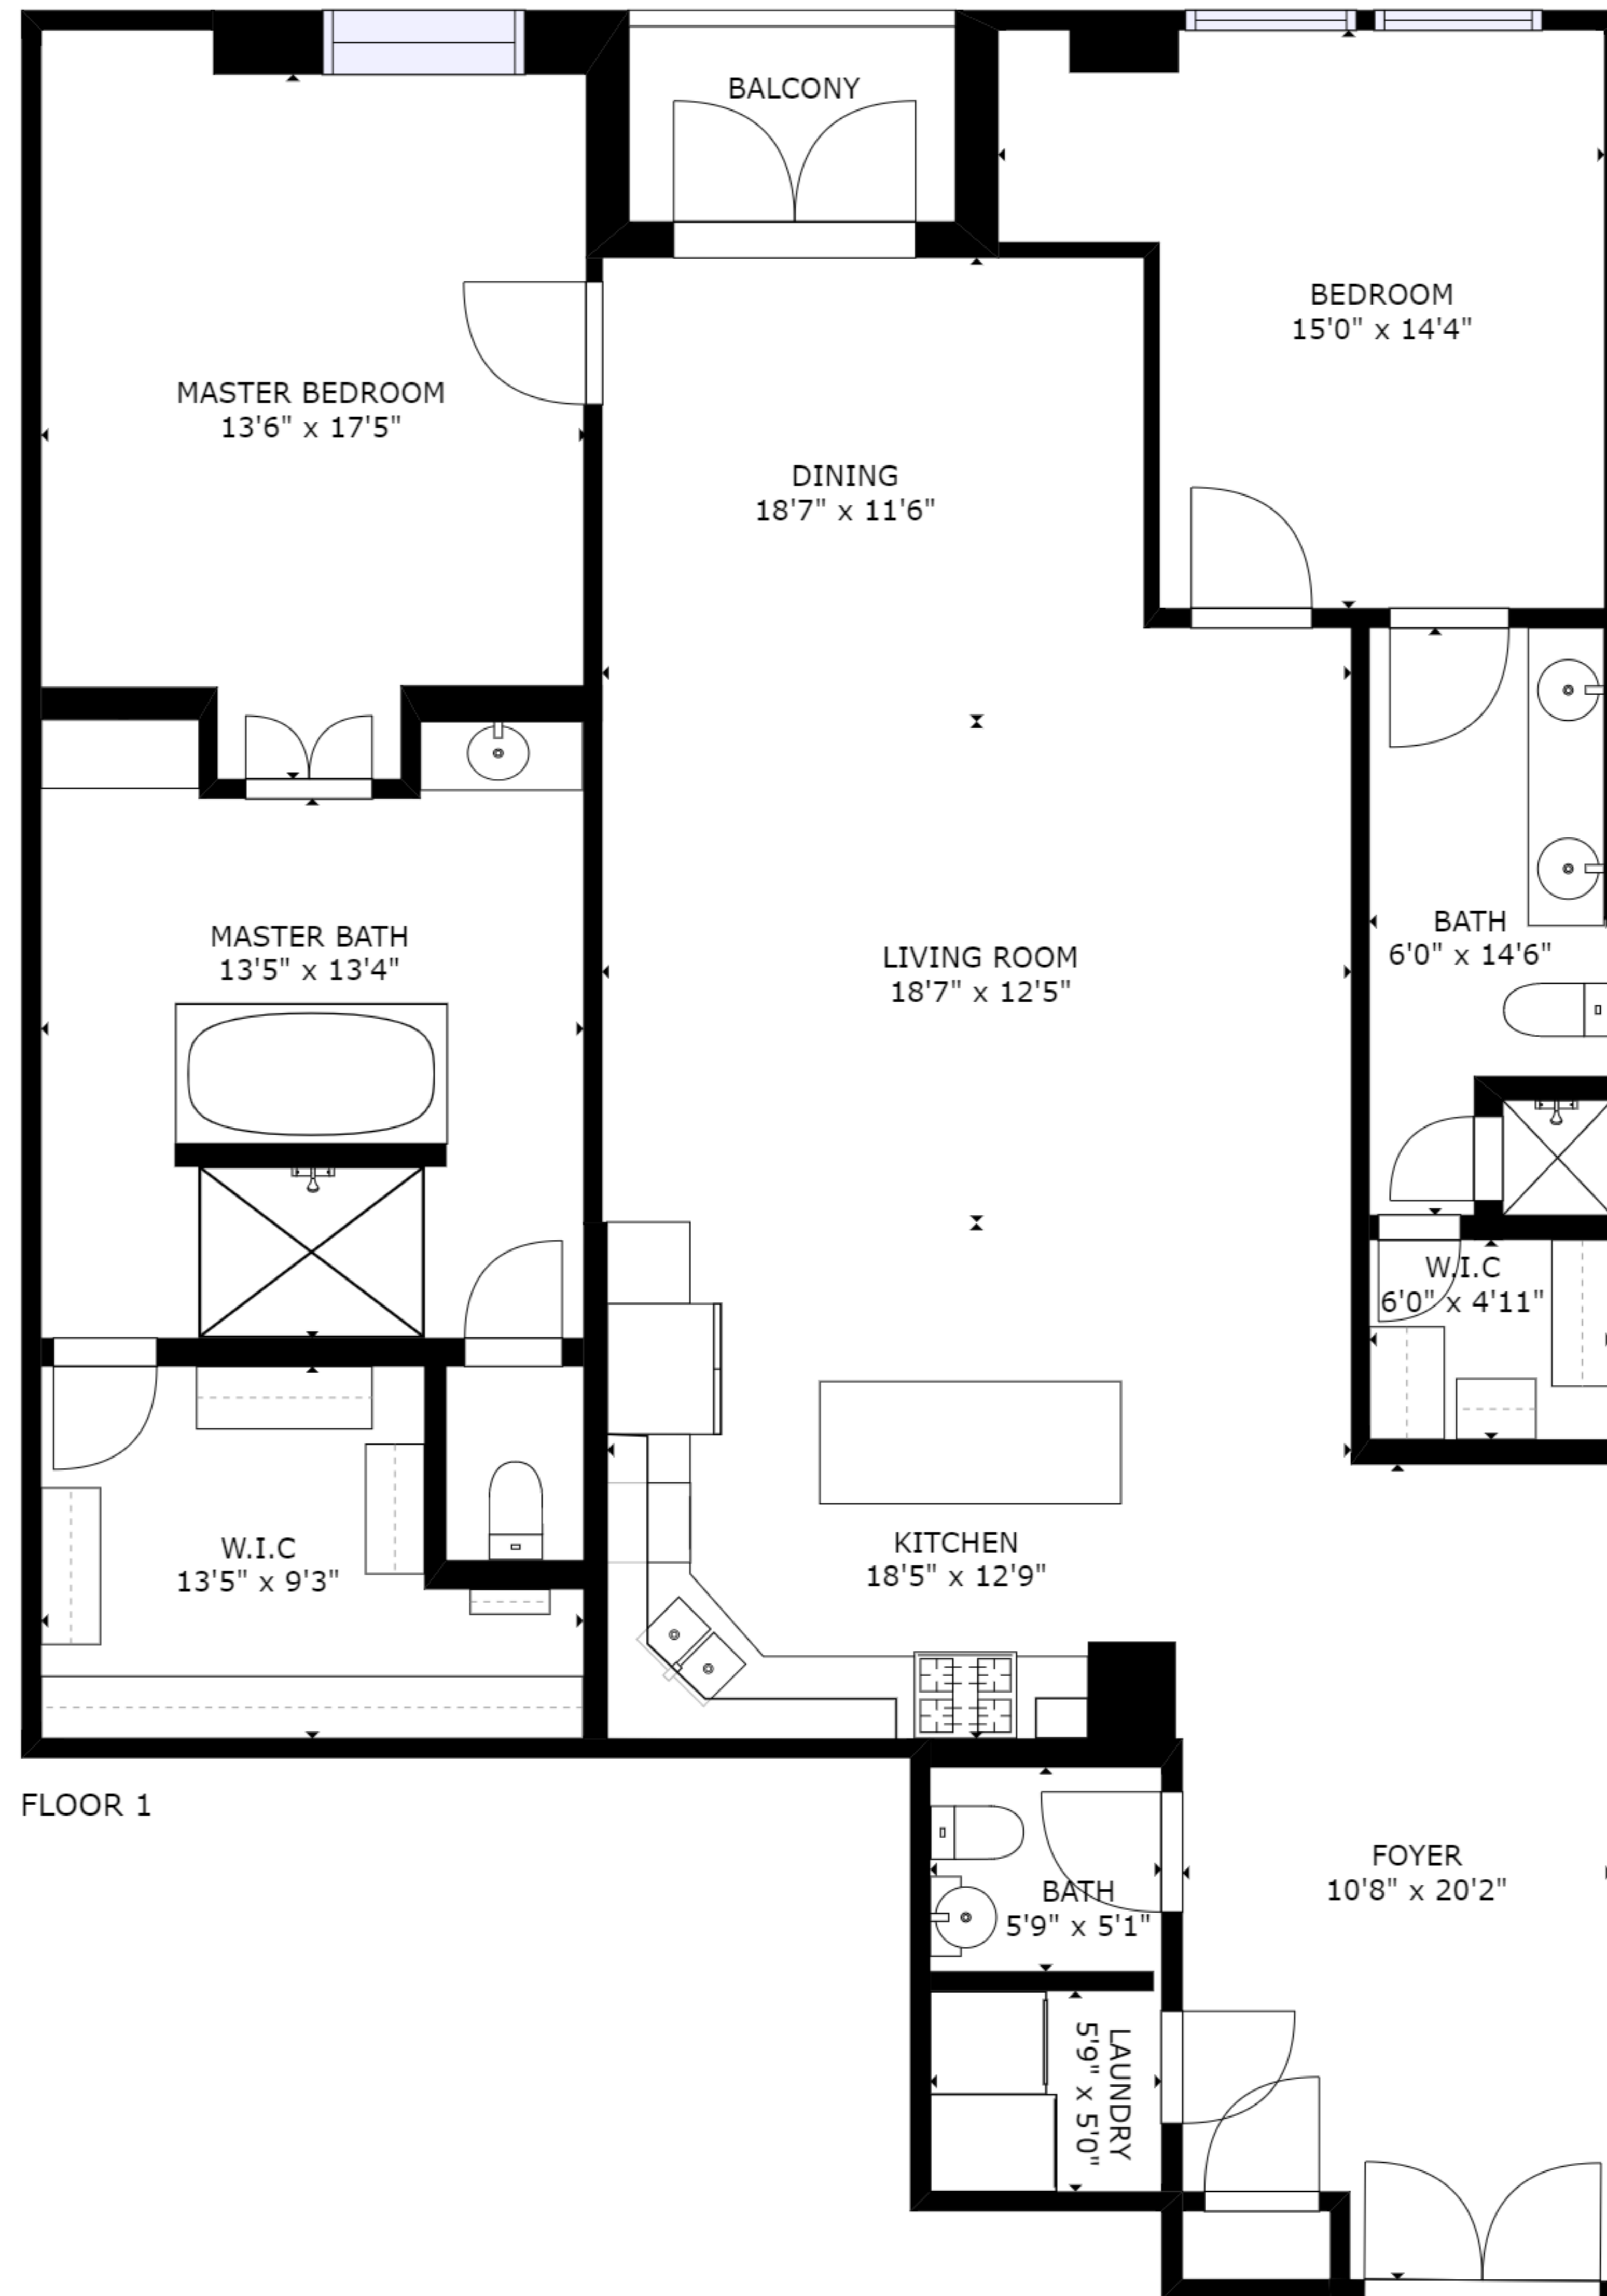 BALCONY
BEDROOM
15'0" x 14'4"
MASTER BEDROOM
13'6" x 17'5"
DINING
18'7" x 11'6"
MASTER BATH
13'5" x 13'4"
LIVING ROOM
18'7" x 12'5"
BATH
6'0" x 14'6"
W.I.C
6'0" x 4'11"
W.I.C
13'5" x 9'3"
KITCHEN
18'5" x 12'9"
FLOOR 1
FOYER
10'8" x 20'2"
BATH
5'9" x 5'1"
LAUNDRY
5'9" x 5'0"